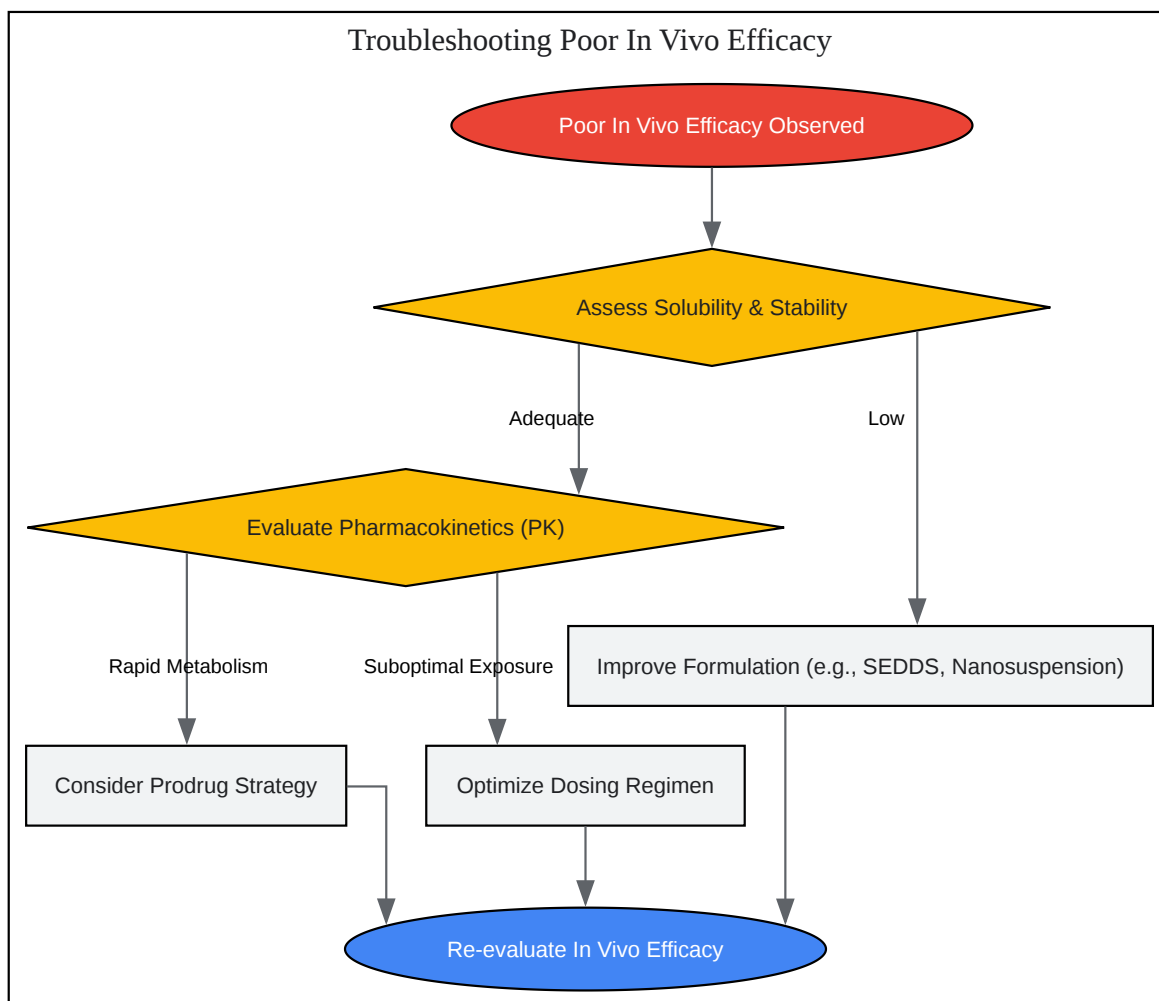 Troubleshooting Poor In Vivo Efficacy
Poor In Vivo Efficacy Observed
Assess Solubility & Stability
Adequate
Low
Evaluate Pharmacokinetics (PK)
Rapid Metabolism
Suboptimal Exposure
Improve Formulation (e.g., SEDDS, Nanosuspension)
Consider Prodrug Strategy
Optimize Dosing Regimen
Re-evaluate In Vivo Efficacy